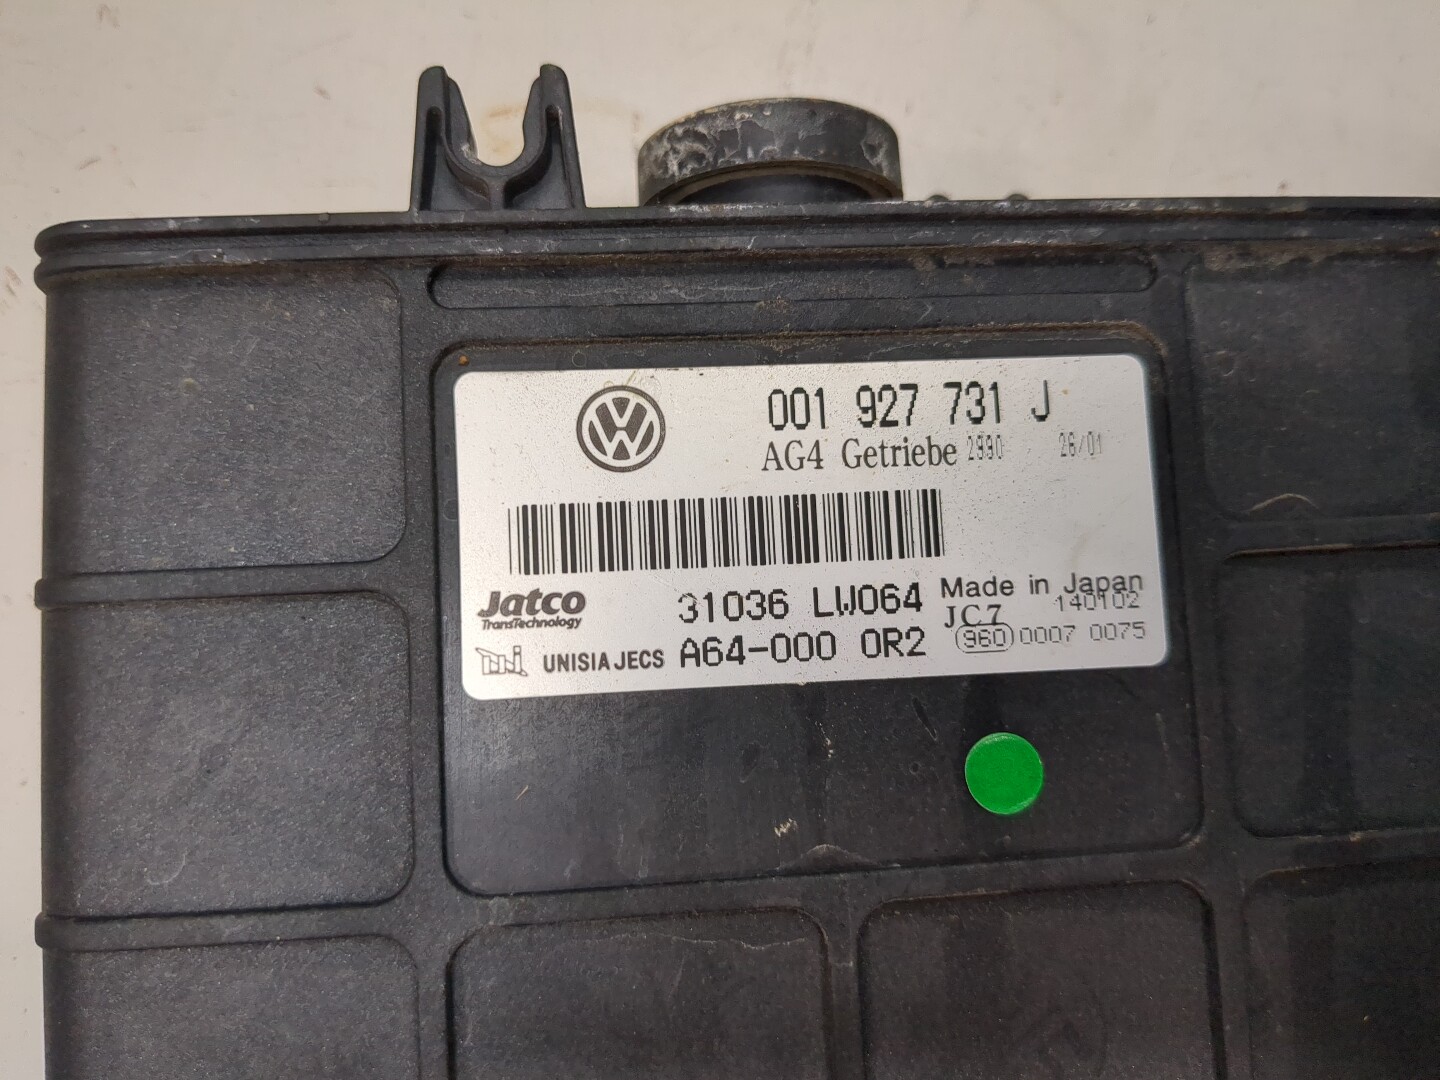 001 927 731 J
AG4 Getriebe 2990 26/01
Jatco 31036 LW064 Made in Japan
TransTechnology JC7 140102
UNISIA JECS A64-000 0R2 960 0007 0075